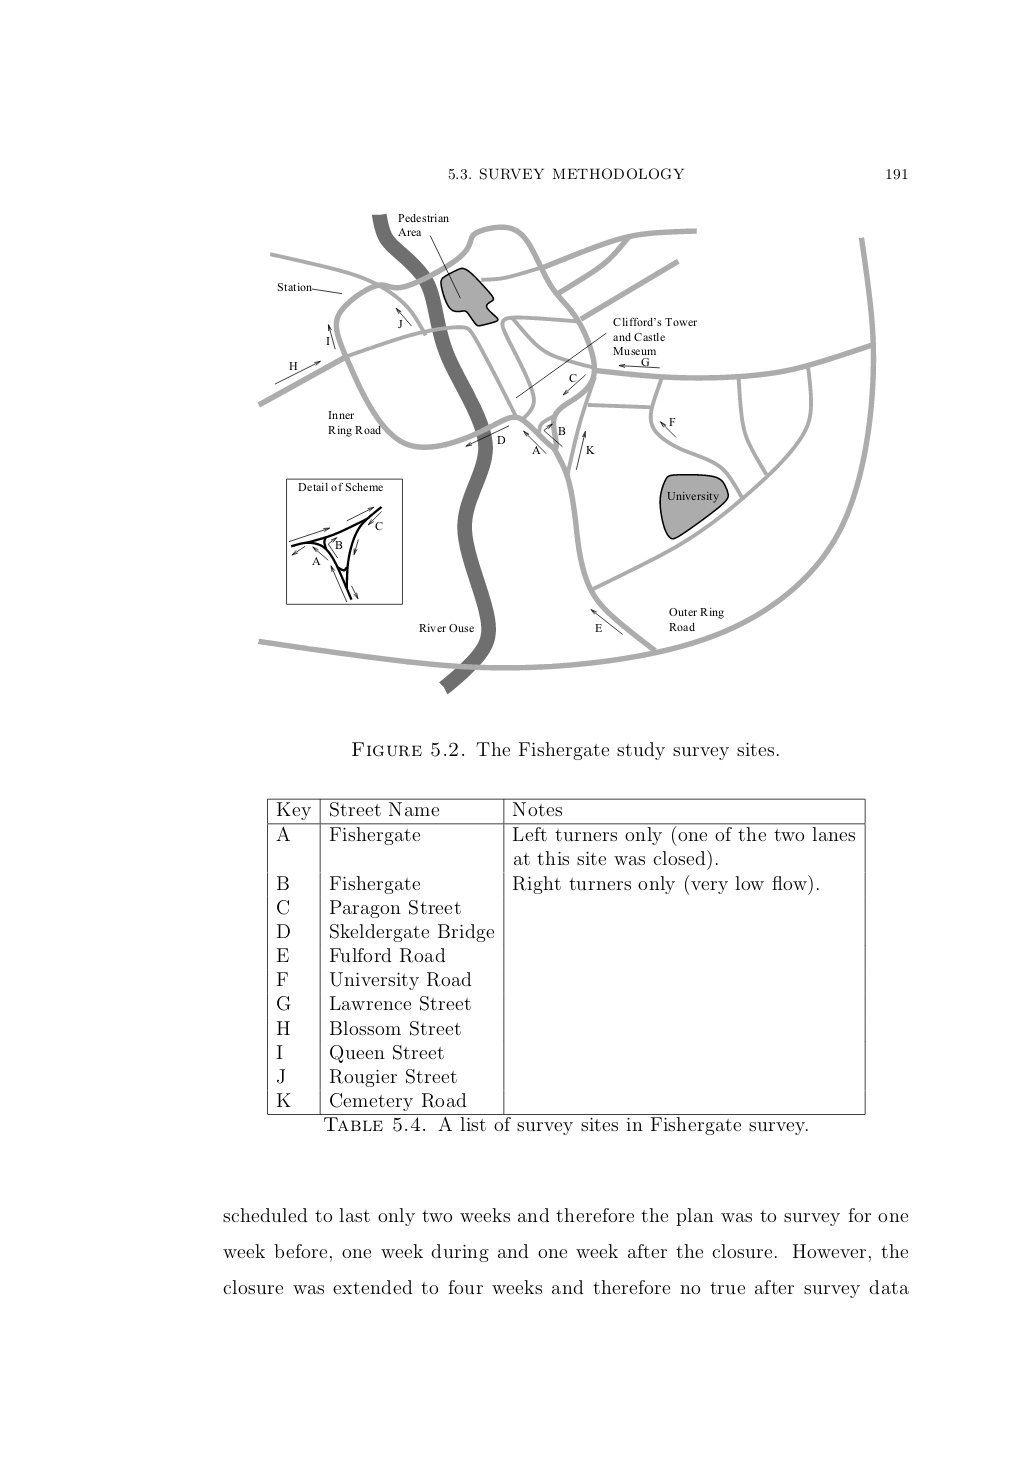 5.3. SURVEY METHODOLOGY 191
Pedestrian
Area
Station
J
I
H
Clifford's Tower
and Castle
Museum
G
C
Inner
Ring Road
F
B
D
A
K
Detail of Scheme
University
C
B
A
Outer Ring
Road
River Ouse
E
FIGURE 5.2. The Fishergate study survey sites.
Key Street Name Notes
A Fishergate Left turners only (one of the two lanes
at this site was closed).
B Fishergate Right turners only (very low flow).
C Paragon Street
D Skeldergate Bridge
E Fulford Road
F University Road
G Lawrence Street
H Blossom Street
I Queen Street
J Rougier Street
K Cemetery Road
TABLE 5.4. A list of survey sites in Fishergate survey.
scheduled to last only two weeks and therefore the plan was to survey for one
week before, one week during and one week after the closure. However, the
closure was extended to four weeks and therefore no true after survey data